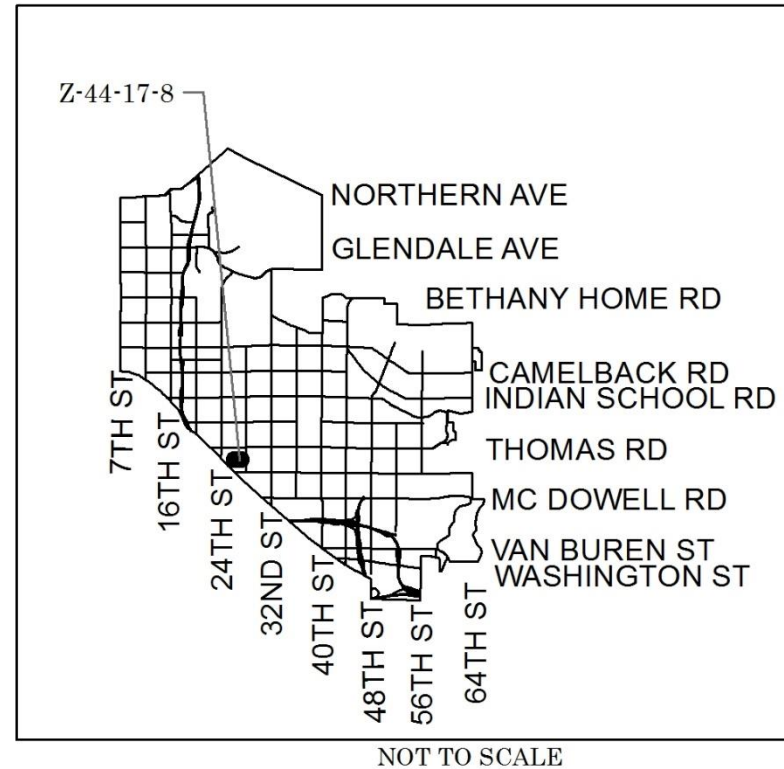 Z-44-17-8
NORTHERN AVE
GLENDALE AVE
BETHANY HOME RD
CAMELBACK RD
INDIAN SCHOOL RD
THOMAS RD
MC DOWELL RD
VAN BUREN ST
WASHINGTON ST
7TH ST
16TH ST
24TH ST
32ND ST
40TH ST
48TH ST
56TH ST
64TH ST
NOT TO SCALE